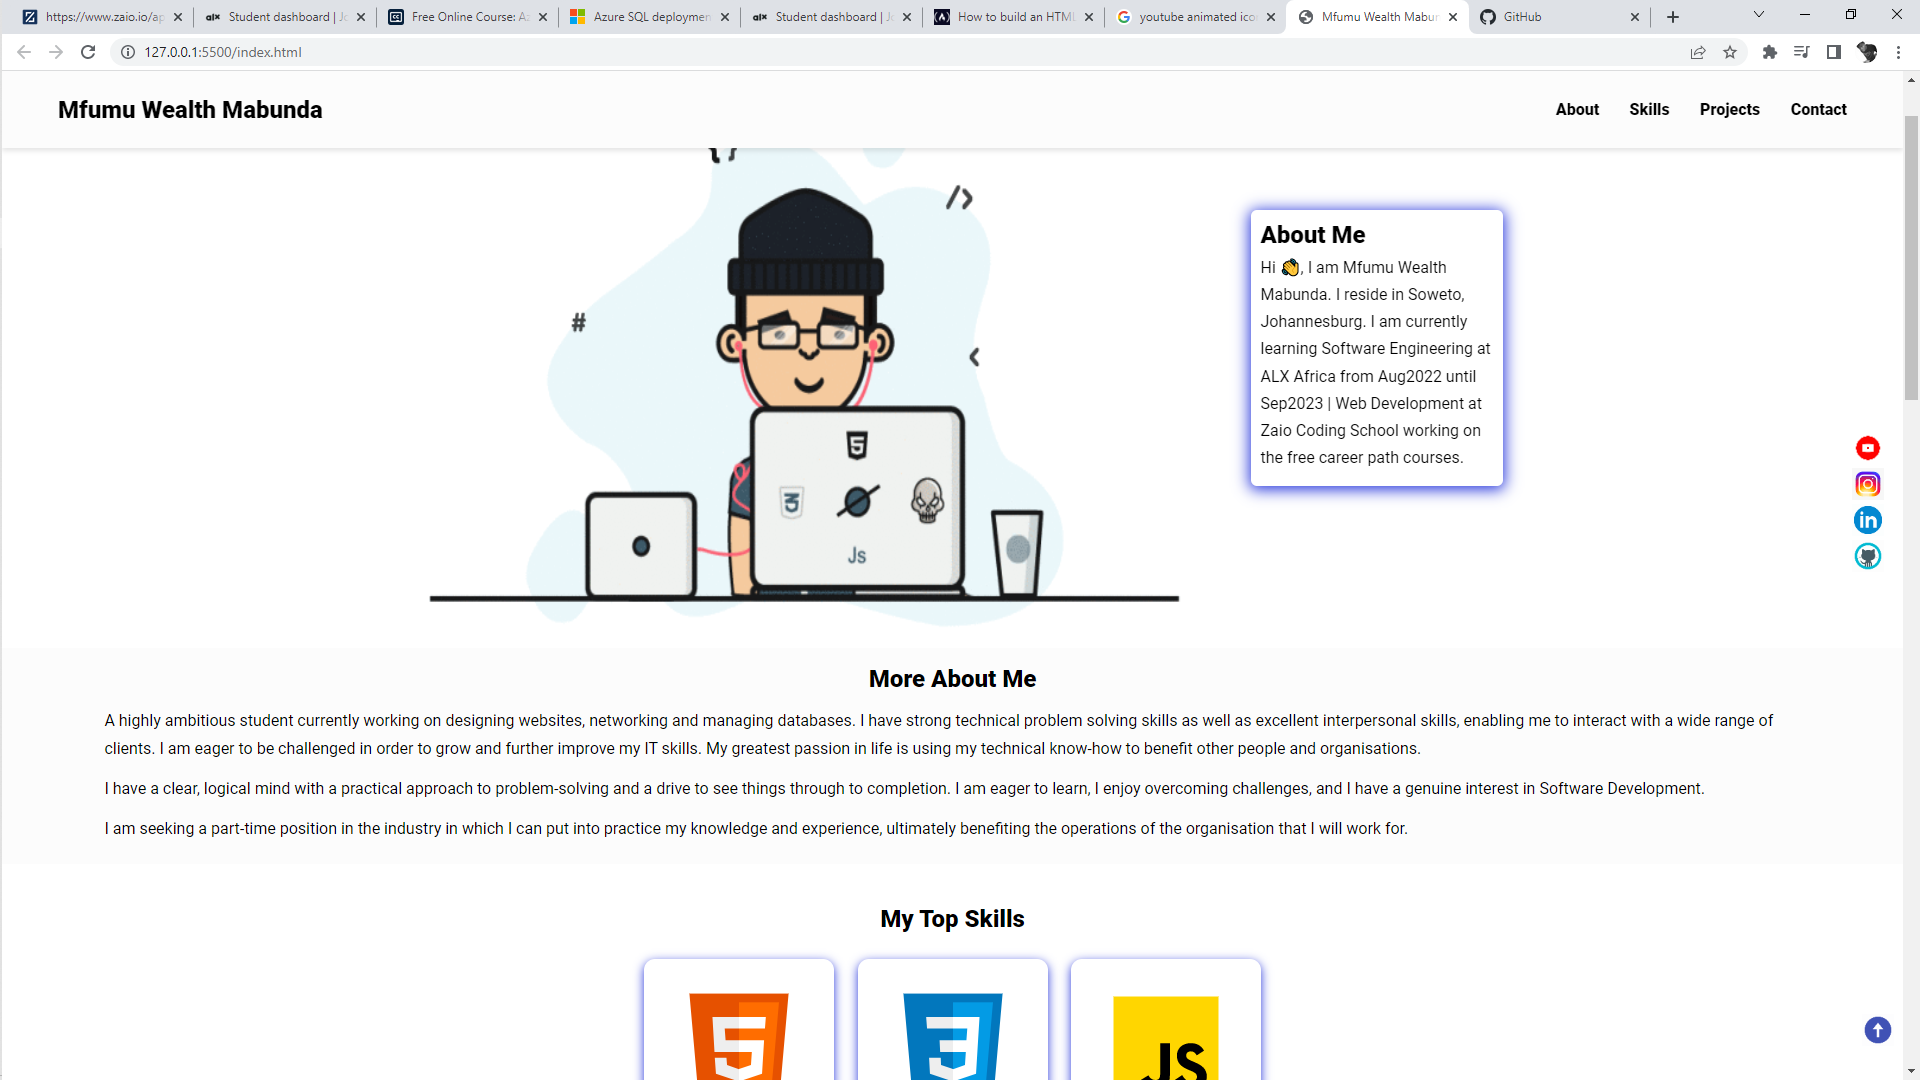 https://www.zaio.io/ap
Student dashboard | Jo
Free Online Course: Az
Azure SQL deploymen
Student dashboard | Jo
How to build an HTML
youtube animated ico
Mfumu Wealth Mabun
GitHub
127.0.0.1:5500/index.html
Mfumu Wealth Mabunda
About Skills Projects Contact
{ }
/>
#
<
Js
About Me
Hi 👏, I am Mfumu Wealth
Mabunda. I reside in Soweto,
Johannesburg. I am currently
learning Software Engineering at
ALX Africa from Aug2022 until
Sep2023 | Web Development at
Zaio Coding School working on
the free career path courses.
in
More About Me
A highly ambitious student currently working on designing websites, networking and managing databases. I have strong technical problem solving skills as well as excellent interpersonal skills, enabling me to interact with a wide range of
clients. I am eager to be challenged in order to grow and further improve my IT skills. My greatest passion in life is using my technical know-how to benefit other people and organisations.
I have a clear, logical mind with a practical approach to problem-solving and a drive to see things through to completion. I am eager to learn, I enjoy overcoming challenges, and I have a genuine interest in Software Development.
I am seeking a part-time position in the industry in which I can put into practice my knowledge and experience, ultimately benefiting the operations of the organisation that I will work for.
My Top Skills
5
3
JS